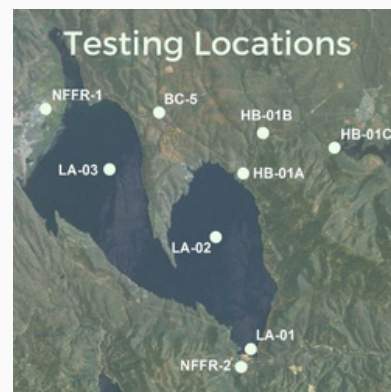 Testing Locations
NFFR-1
BC-5
HB-01B
HB-01C
LA-03
HB-01A
LA-02
LA-01
NFFR-2